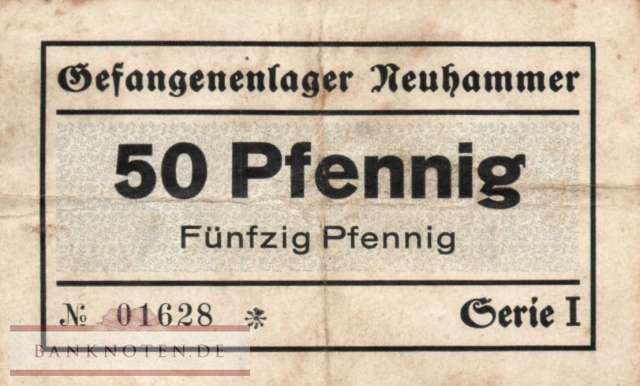 Gefangenenlager Neuhammer
50 Pfennig
Fünfzig Pfennig
№ 01628 * Serie I
BANKNOTEN.DE